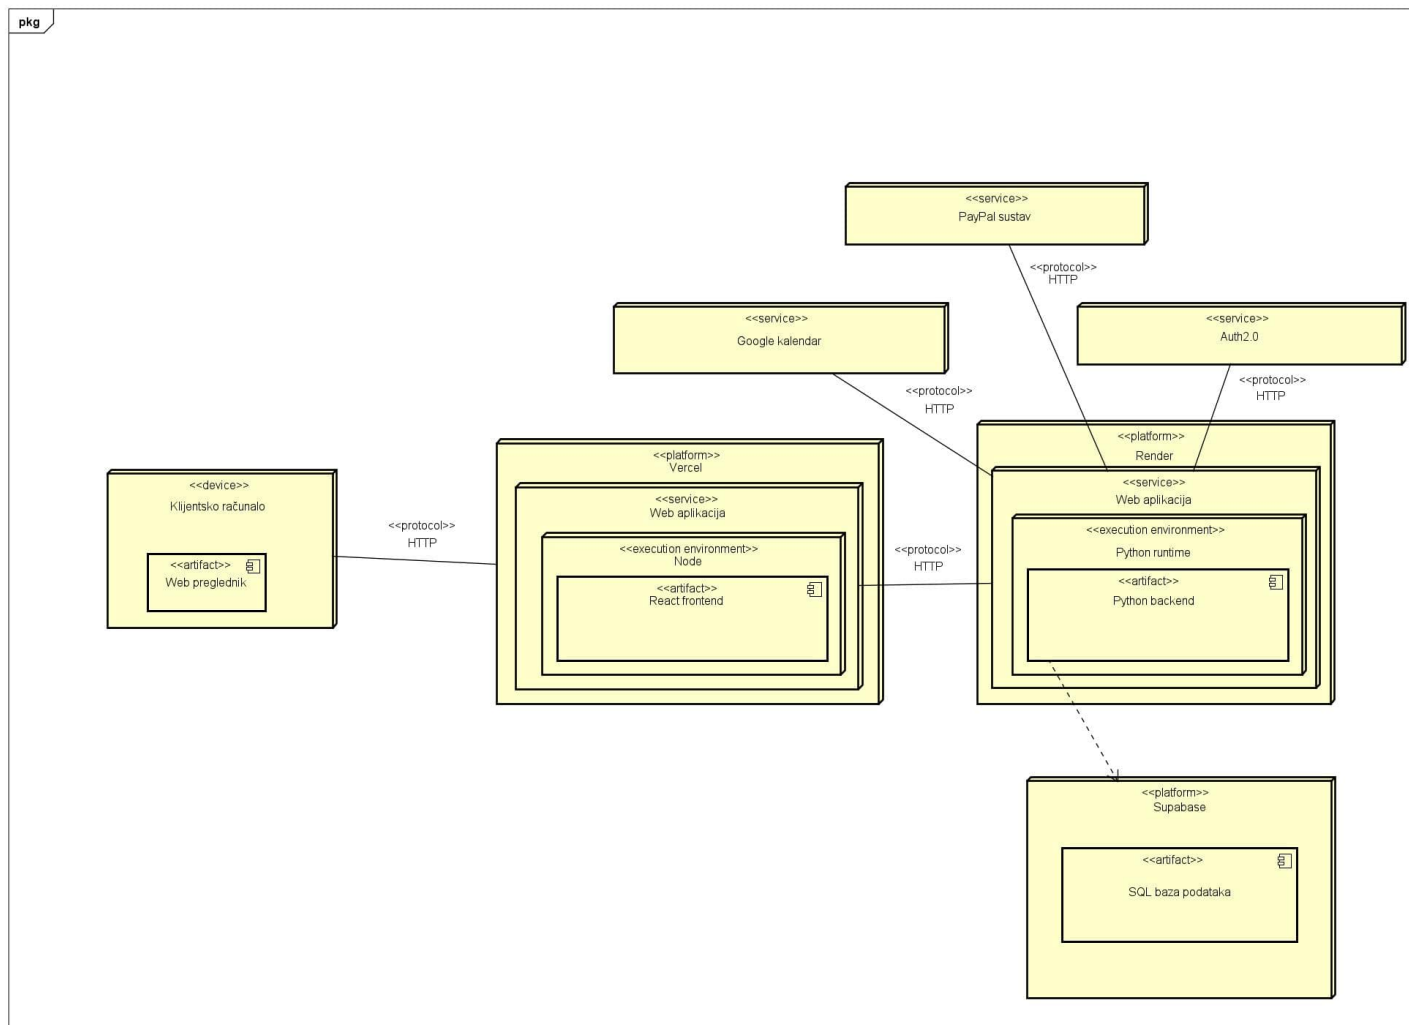 pkg
<<service>>
PayPal sustav
<<protocol>>
HTTP
<<service>>
Google kalendar
<<service>>
Auth2.0
<<protocol>>
HTTP
<<protocol>>
HTTP
<<device>>
Klijentsko računalo
<<artifact>>
Web preglednik
<<protocol>>
HTTP
<<platform>>
Vercel
<<service>>
Web aplikacija
<<execution environment>>
Node
<<artifact>>
React frontend
<<protocol>>
HTTP
<<platform>>
Render
<<service>>
Web aplikacija
<<execution environment>>
Python runtime
<<artifact>>
Python backend
<<platform>>
Supabase
<<artifact>>
SQL baza podataka